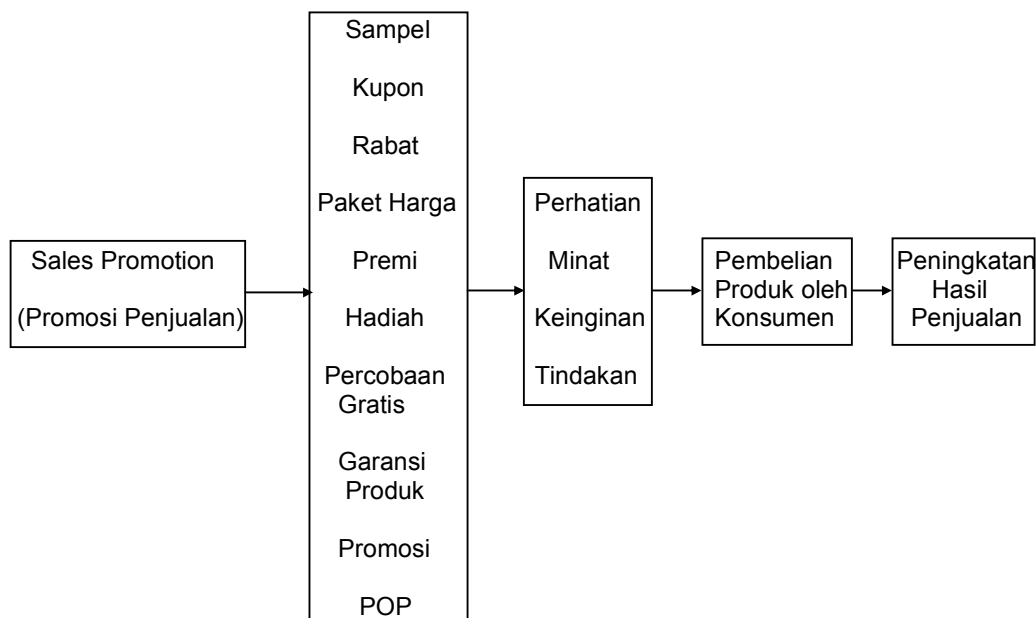 Sales Promotion
(Promosi Penjualan)
Sampel
Kupon
Rabat
Paket Harga
Premi
Hadiah
Percobaan
Gratis
Garansi
Produk
Promosi
POP
Perhatian
Minat
Keinginan
Tindakan
Pembelian
Produk oleh
Konsumen
Peningkatan
Hasil
Penjualan